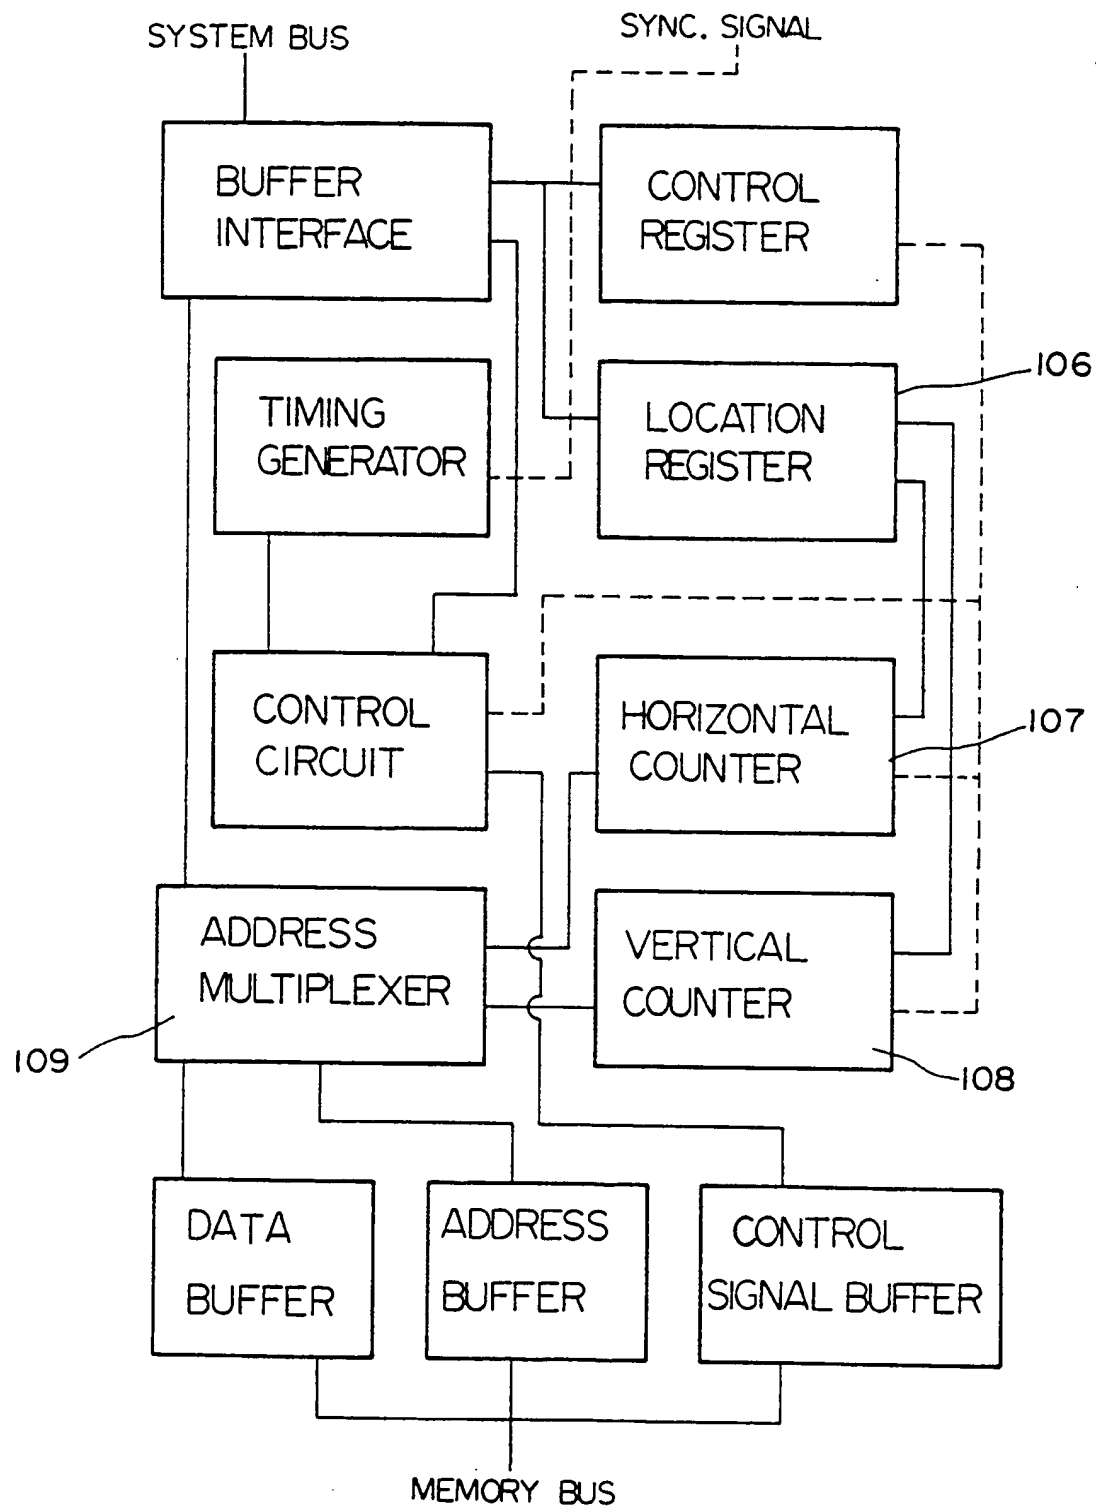 SYSTEM BUS
SYNC. SIGNAL
BUFFER
INTERFACE
CONTROL
REGISTER
TIMING
GENERATOR
LOCATION
REGISTER
106
CONTROL
CIRCUIT
HORIZONTAL
COUNTER
107
ADDRESS
MULTIPLEXER
109
VERTICAL
COUNTER
108
DATA
BUFFER
ADDRESS
BUFFER
CONTROL
SIGNAL BUFFER
MEMORY BUS